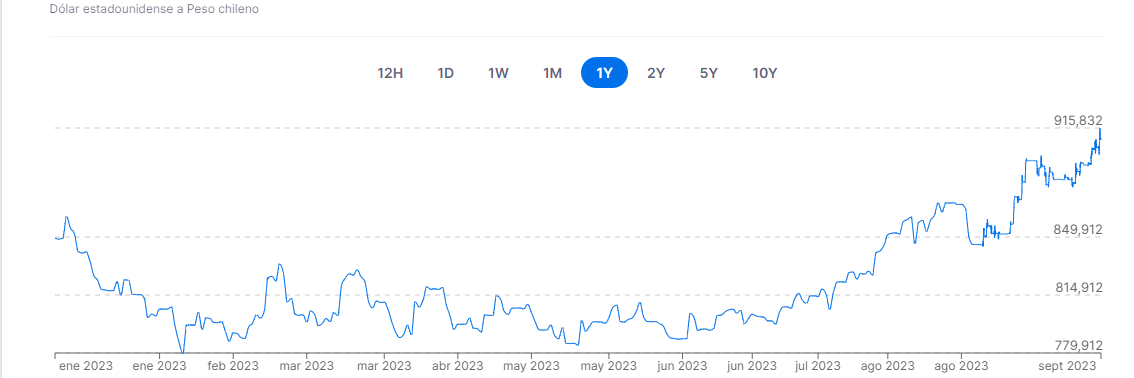 Dólar estadounidense a Peso chileno
12H 1D 1W 1M 1Y 2Y 5Y 10Y
915,832
849,912
814,912
779,912
ene 2023 ene 2023 feb 2023 mar 2023 mar 2023 abr 2023 may 2023 may 2023 jun 2023 jun 2023 jul 2023 ago 2023 ago 2023 sept 2023